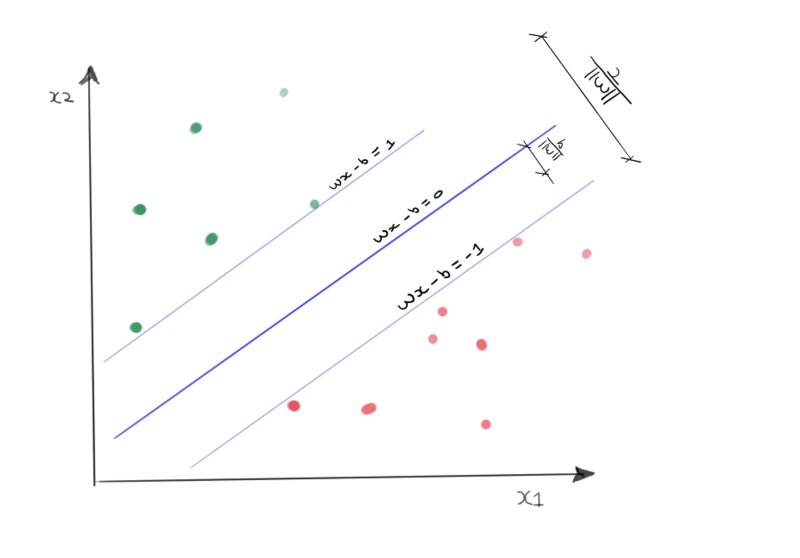 x2
wx - b = 1
wx - b = 0
wx - b = -1
2
||w||
b
||w||
x1